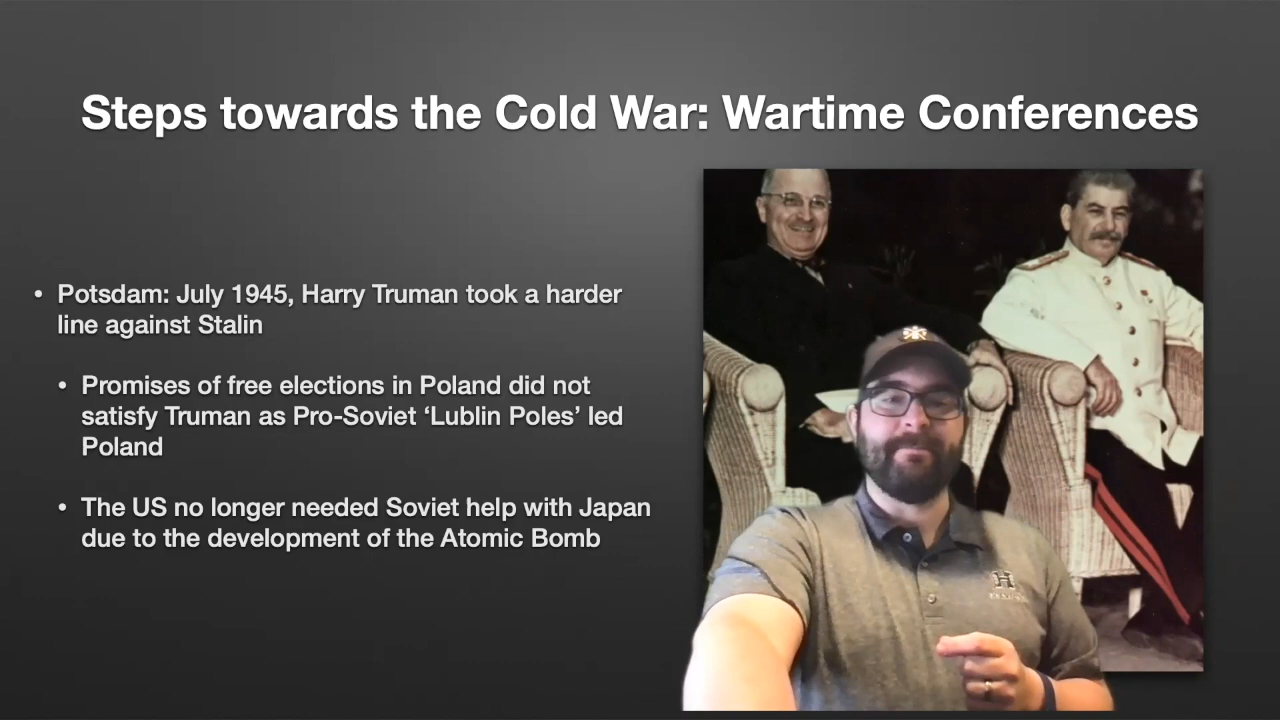 Steps towards the Cold War: Wartime Conferences
• Potsdam: July 1945, Harry Truman took a harder
line against Stalin
• Promises of free elections in Poland did not
satisfy Truman as Pro-Soviet ‘Lublin Poles’ led
Poland
• The US no longer needed Soviet help with Japan
due to the development of the Atomic Bomb
H